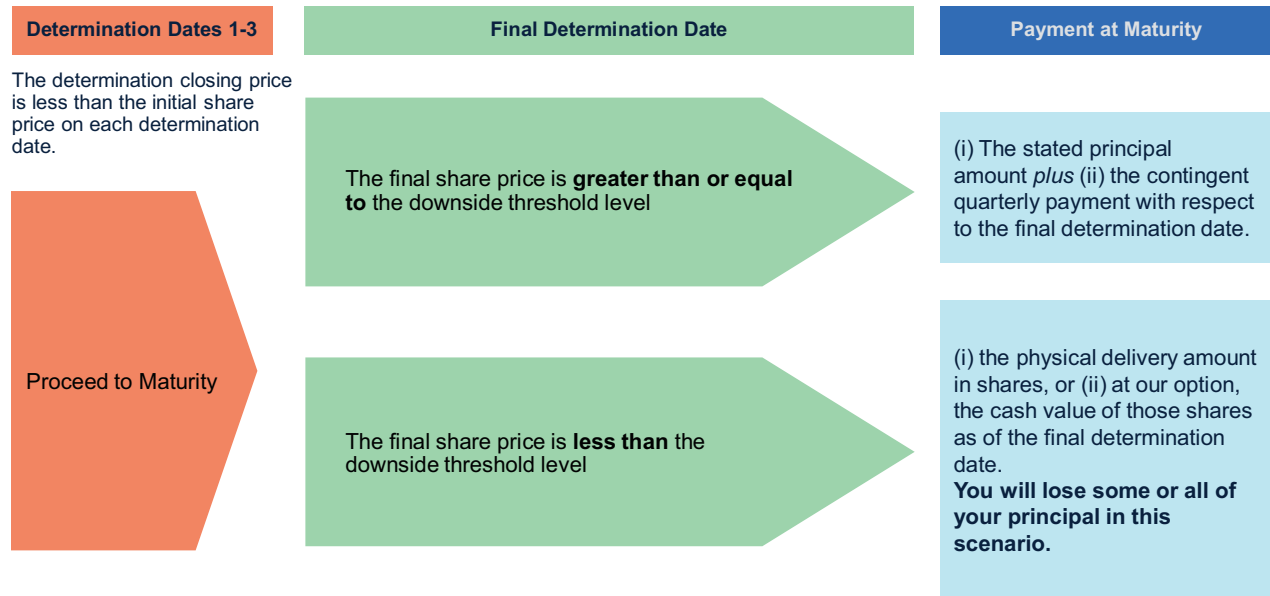 Determination Dates 1-3
Final Determination Date
Payment at Maturity
The determination closing price
is less than the initial share
price on each determination
date.
Proceed to Maturity
The final share price is greater than or equal
to the downside threshold level
(i) The stated principal
amount plus (ii) the contingent
quarterly payment with respect
to the final determination date.
The final share price is less than the
downside threshold level
(i) the physical delivery amount
in shares, or (ii) at our option,
the cash value of those shares
as of the final determination
date.
You will lose some or all of
your principal in this
scenario.